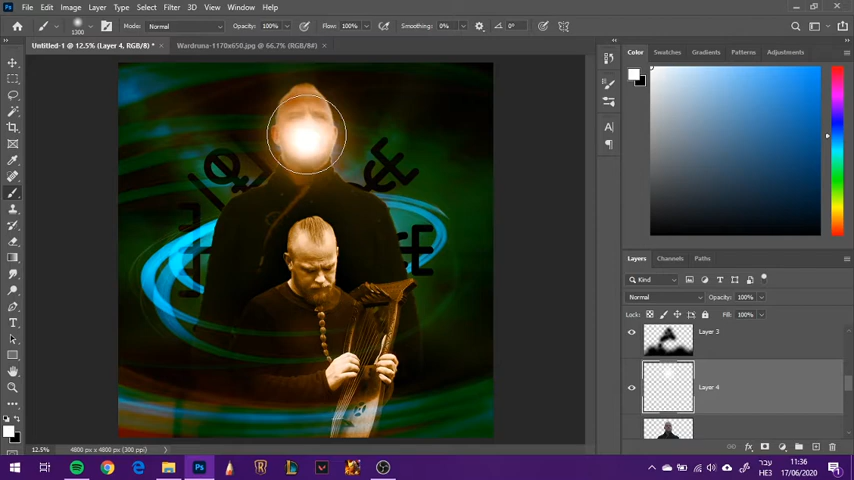 File Edit Image Layer Type Select Filter 3D View Window Help
1300 Mode: Normal Opacity: 100% Flow: 100% Smoothing: 0% 0°
Untitled-1 @ 12.5% (Layer 4, RGB/8) * × Wardruna-1170x650.jpg @ 66.7% (RGB/8#) ×
Color Swatches Gradients Patterns Adjustments
Layers Channels Paths
Kind
Normal Opacity: 100%
Lock: Fill: 100%
Layer 3
Layer 4
12.5% 4800 px x 4800 px (300 ppi)
עבר 11:36
HE3 17/06/2020